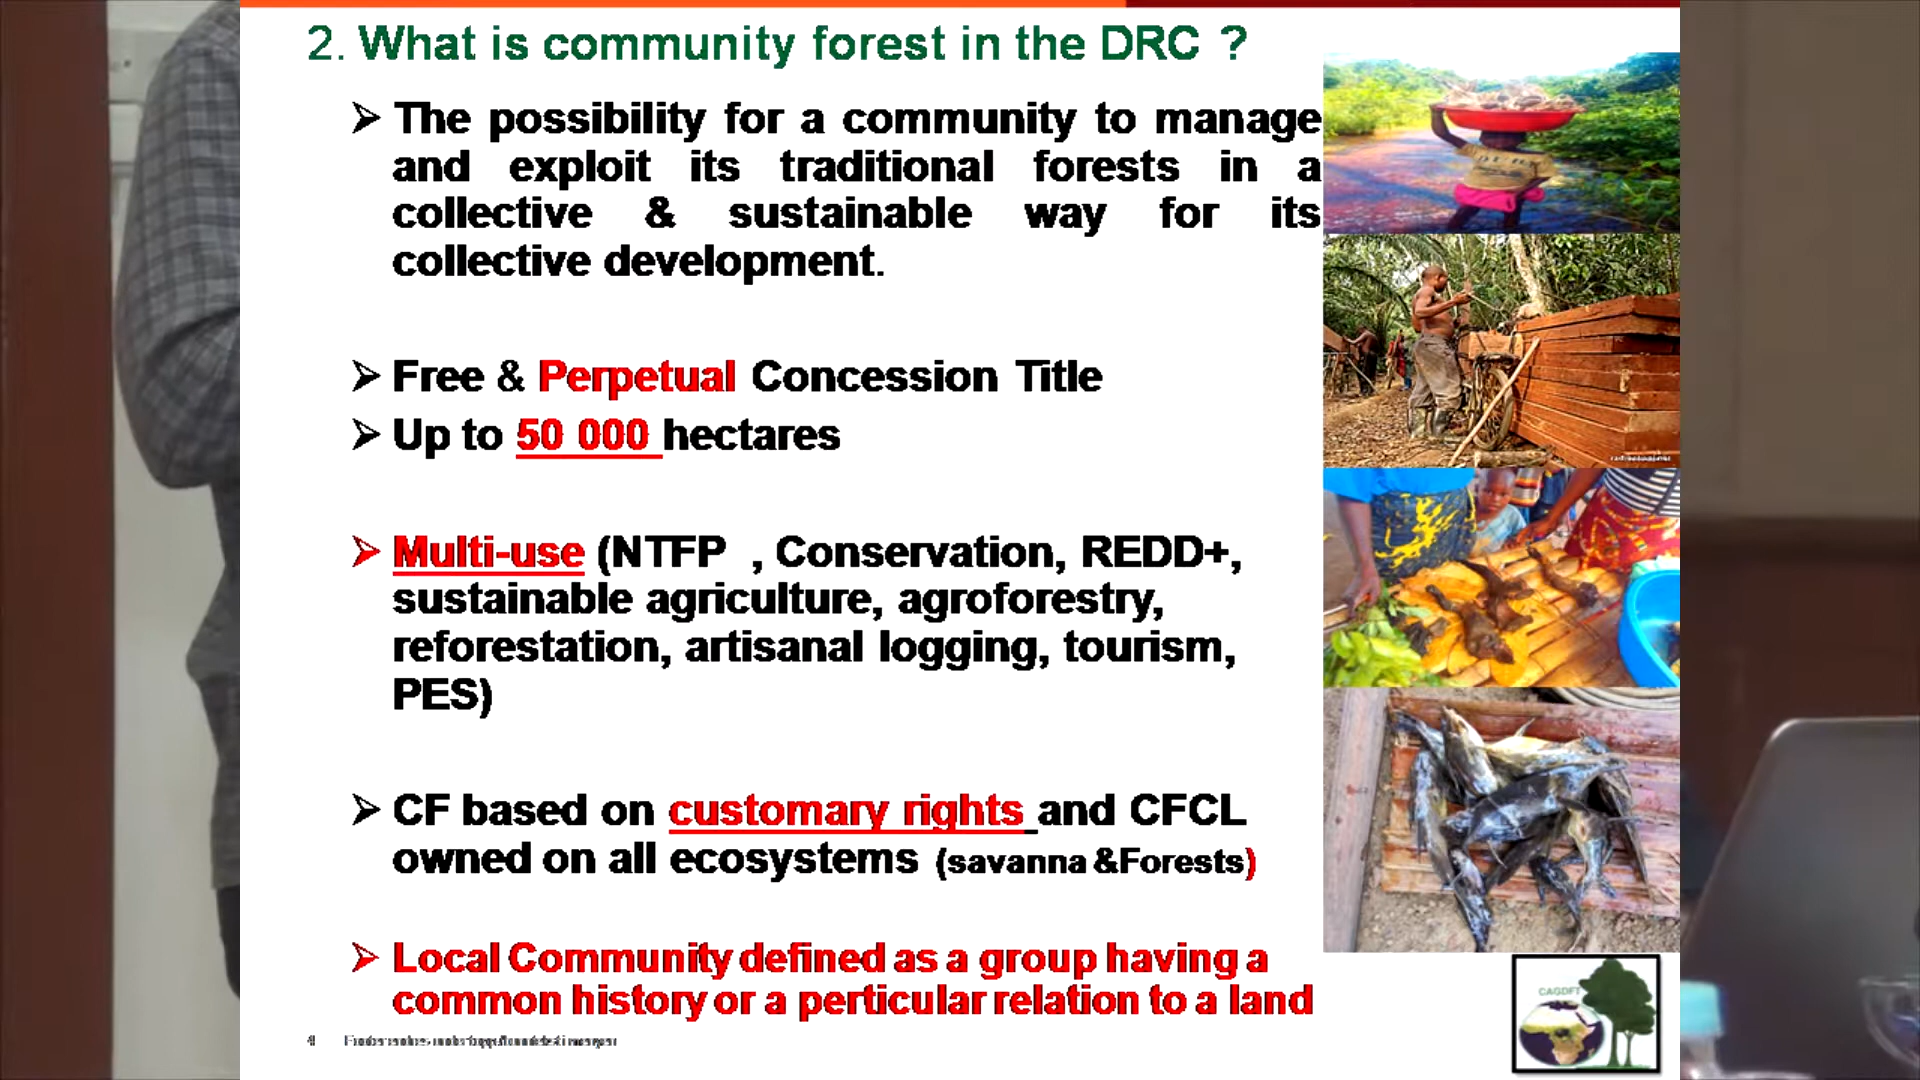 2. What is community forest in the DRC ?
➢ The possibility for a community to manage
and exploit its traditional forests in a
collective & sustainable way for its
collective development.
➢ Free & Perpetual Concession Title
➢ Up to 50 000 hectares
➢ Multi-use (NTFP , Conservation, REDD+,
sustainable agriculture, agroforestry,
reforestation, artisanal logging, tourism,
PES)
➢ CF based on customary rights and CFCL
owned on all ecosystems (savanna &Forests)
➢ Local Community defined as a group having a
common history or a perticular relation to a land
CAGDFT